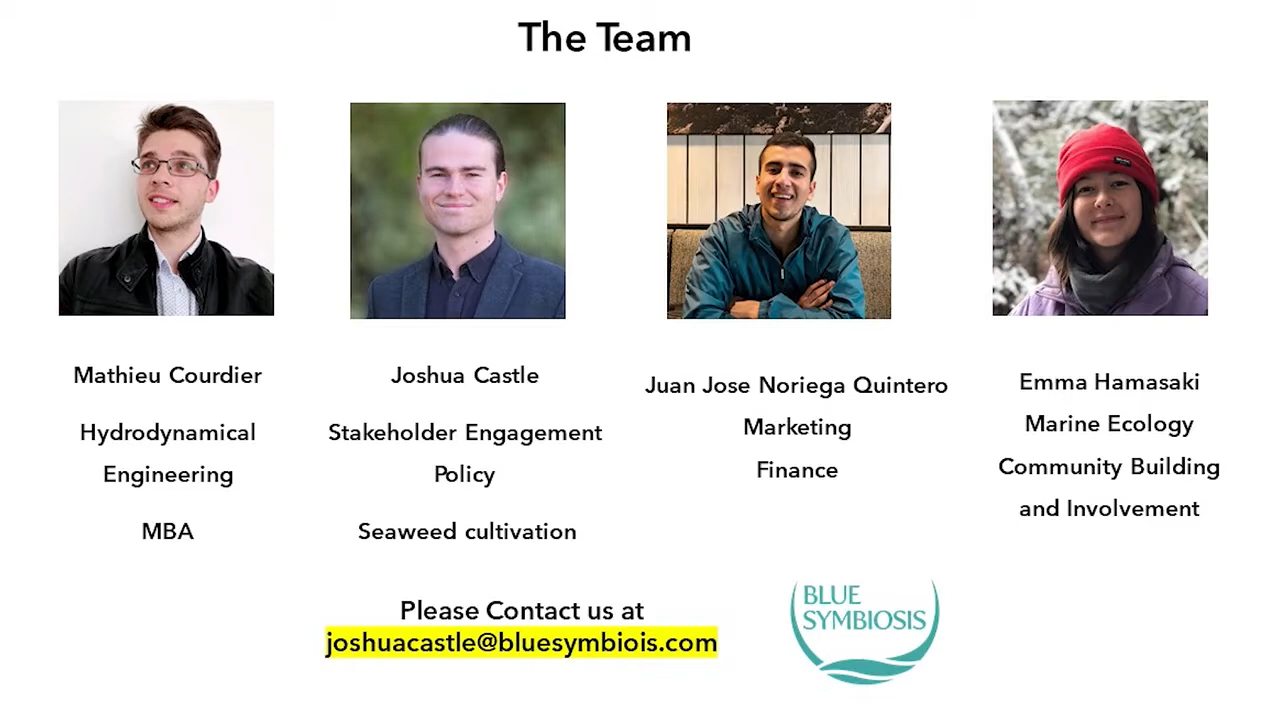 The Team
Mathieu Courdier
Hydrodynamical
Engineering
MBA
Joshua Castle
Stakeholder Engagement
Policy
Seaweed cultivation
Juan Jose Noriega Quintero
Marketing
Finance
Emma Hamasaki
Marine Ecology
Community Building
and Involvement
Please Contact us at
joshuacastle@bluesymbiois.com
BLUE
SYMBIOSIS